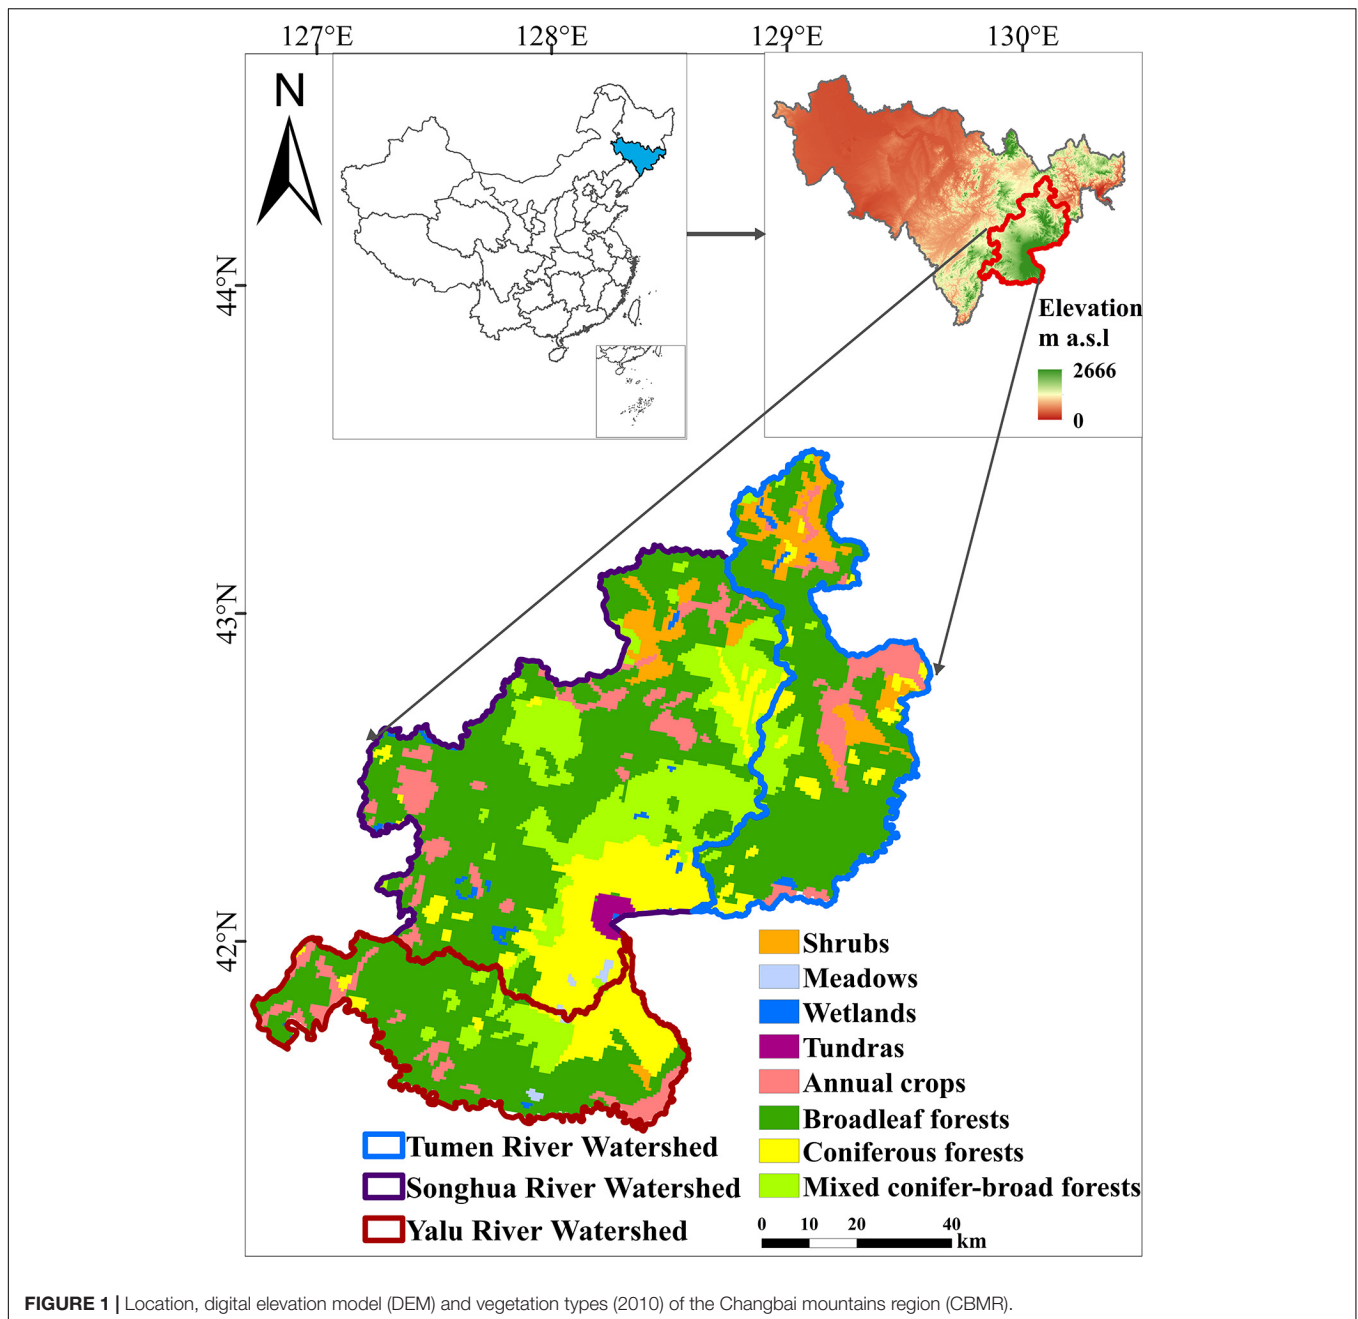 127°E 128°E 129°E 130°E
N
44°N
43°N
42°N
Elevation
m a.s.l
2666
0
Shrubs
Meadows
Wetlands
Tundras
Annual crops
Broadleaf forests
Coniferous forests
Mixed conifer-broad forests
Tumen River Watershed
Songhua River Watershed
Yalu River Watershed
0 10 20 40
km
FIGURE 1 | Location, digital elevation model (DEM) and vegetation types (2010) of the Changbai mountains region (CBMR).